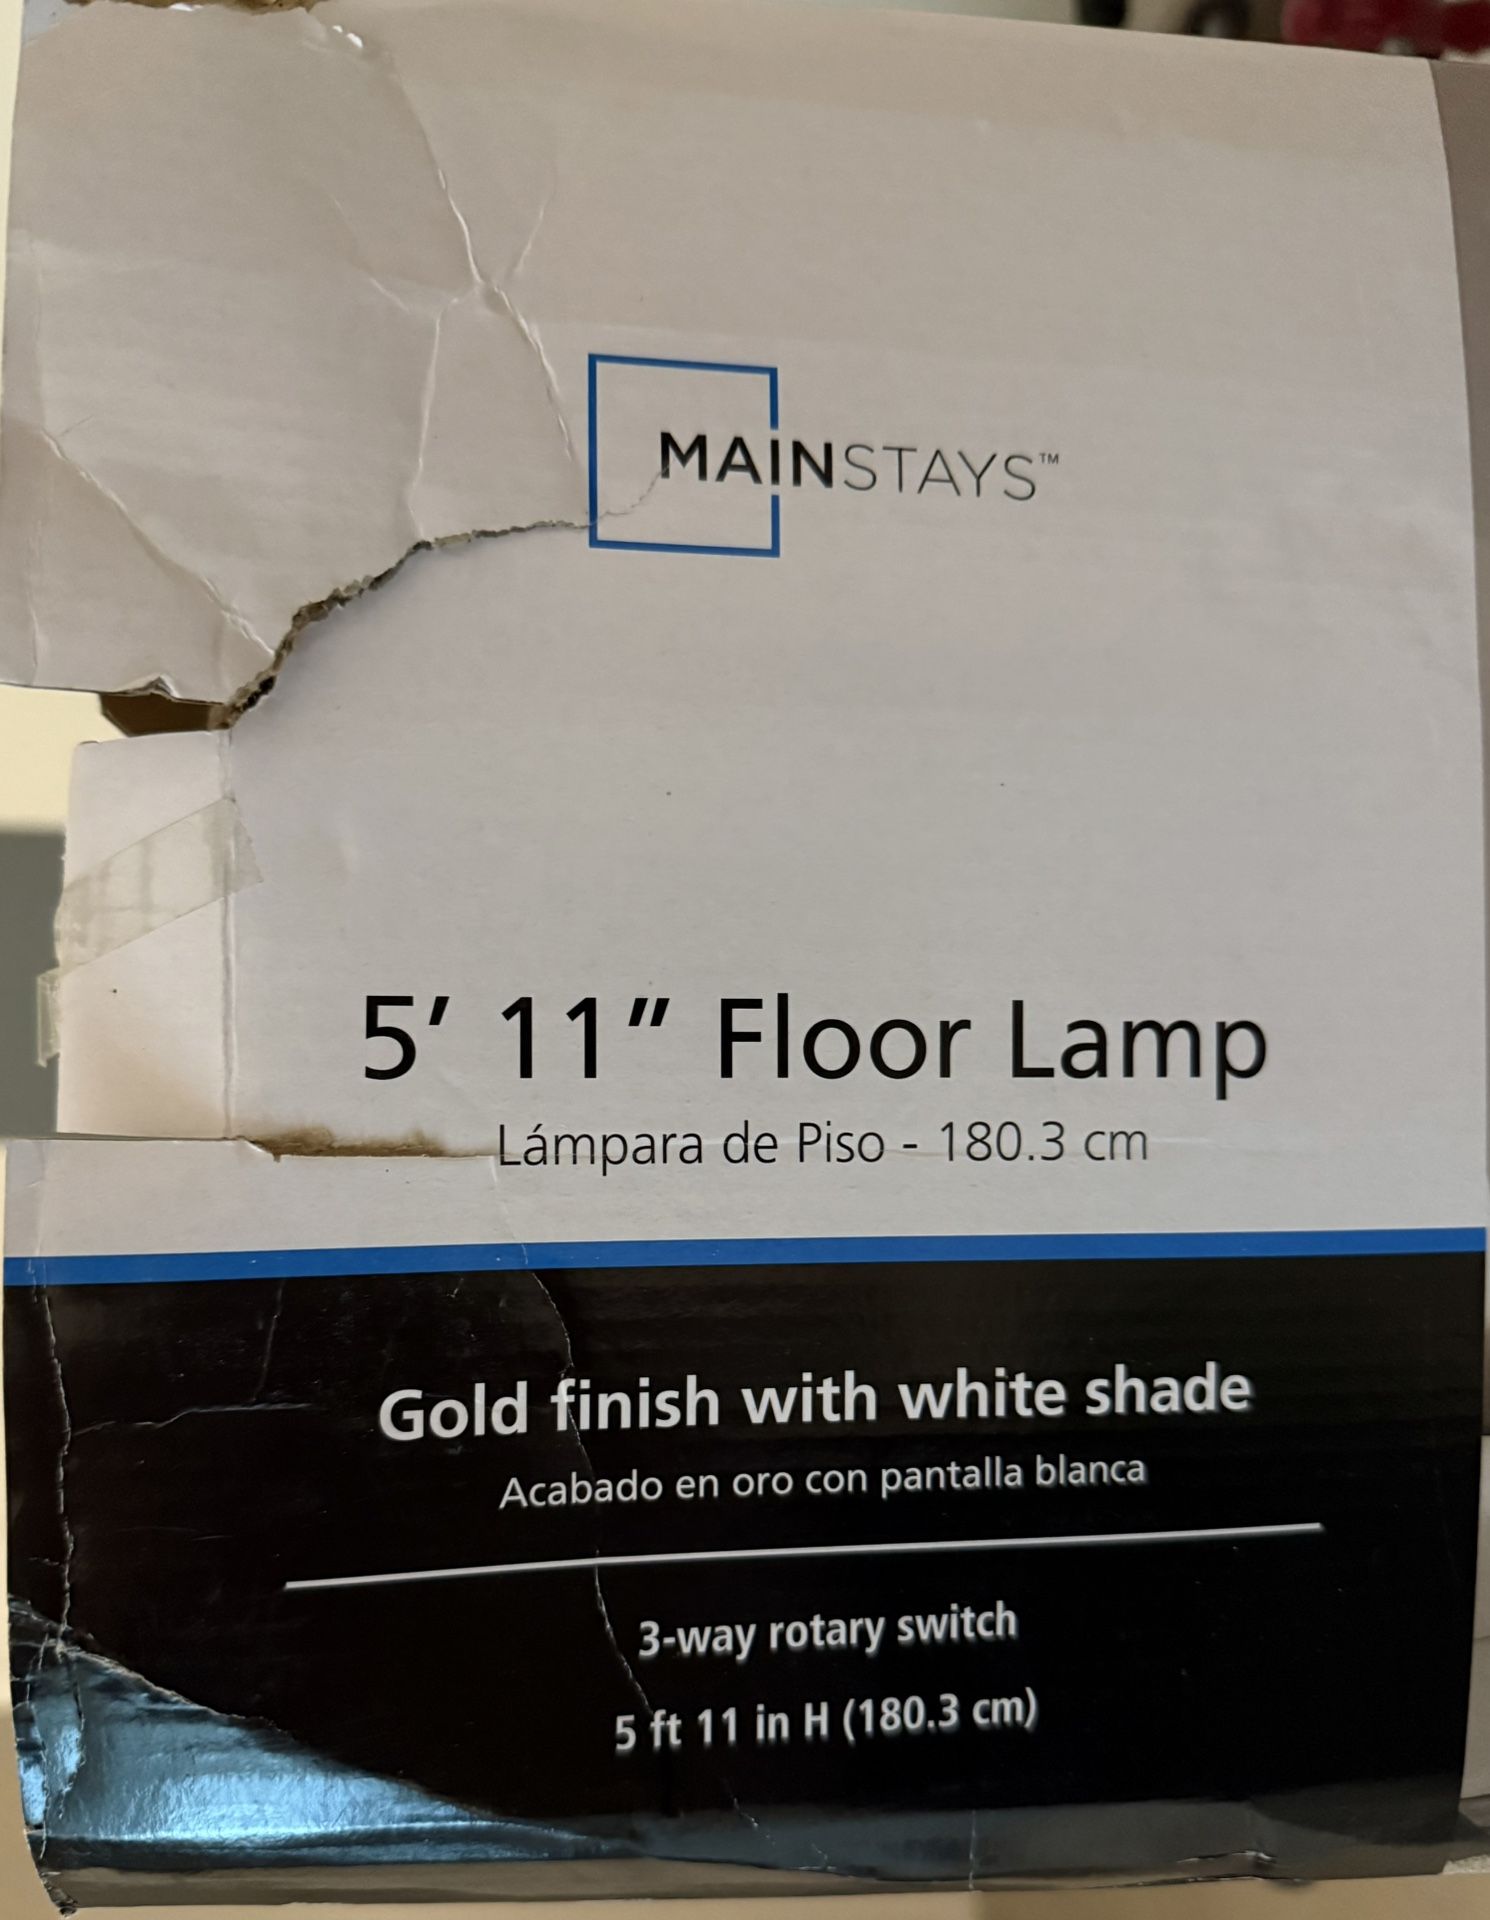 MAINSTAYS™
5’ 11” Floor Lamp
Lámpara de Piso - 180.3 cm
Gold finish with white shade
Acabado en oro con pantalla blanca
3-way rotary switch
5 ft 11 in H (180.3 cm)